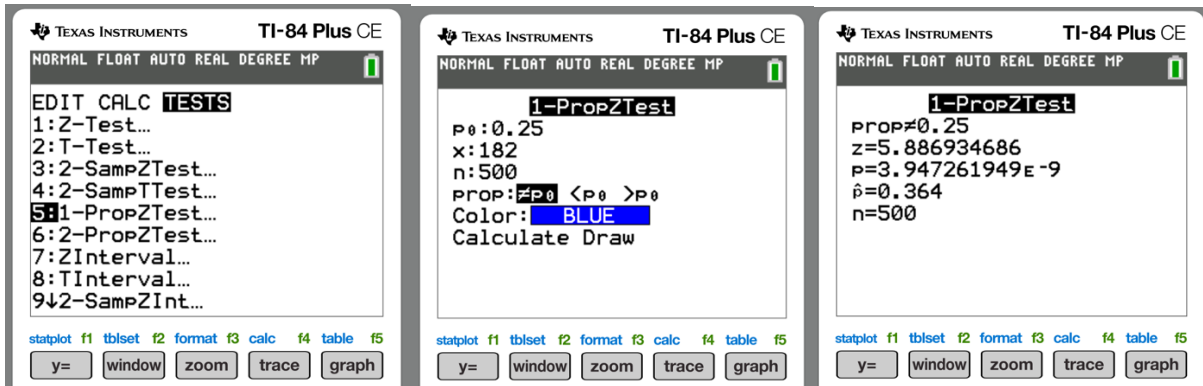 TEXAS INSTRUMENTS TI-84 Plus CE
NORMAL FLOAT AUTO REAL DEGREE MP
EDIT CALC TESTS
1:Z-Test…
2:T-Test…
3:2-SampZTest…
4:2-SampTTest…
5:1-PropZTest…
6:2-PropZTest…
7:ZInterval…
8:TInterval…
9↓2-SampZInt…
statplot f1 tblset f2 format f3 calc f4 table f5
y= window zoom trace graph
TEXAS INSTRUMENTS TI-84 Plus CE
NORMAL FLOAT AUTO REAL DEGREE MP
1-PropZTest
p₀:0.25
x:182
n:500
prop:≠p₀ <p₀ >p₀
Color: BLUE
Calculate Draw
statplot f1 tblset f2 format f3 calc f4 table f5
y= window zoom trace graph
TEXAS INSTRUMENTS TI-84 Plus CE
NORMAL FLOAT AUTO REAL DEGREE MP
1-PropZTest
prop≠0.25
z=5.886934686
p=3.947261949ᴇ-9
p̂=0.364
n=500
statplot f1 tblset f2 format f3 calc f4 table f5
y= window zoom trace graph